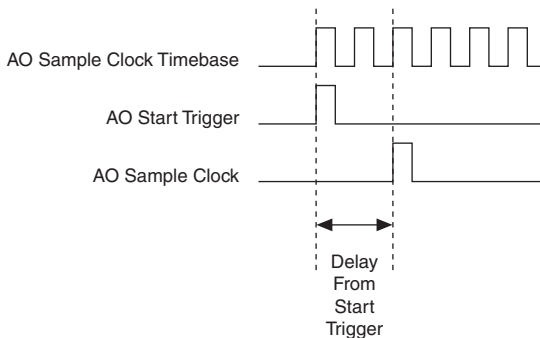 AO Sample Clock Timebase
AO Start Trigger
AO Sample Clock
Delay
From
Start
Trigger